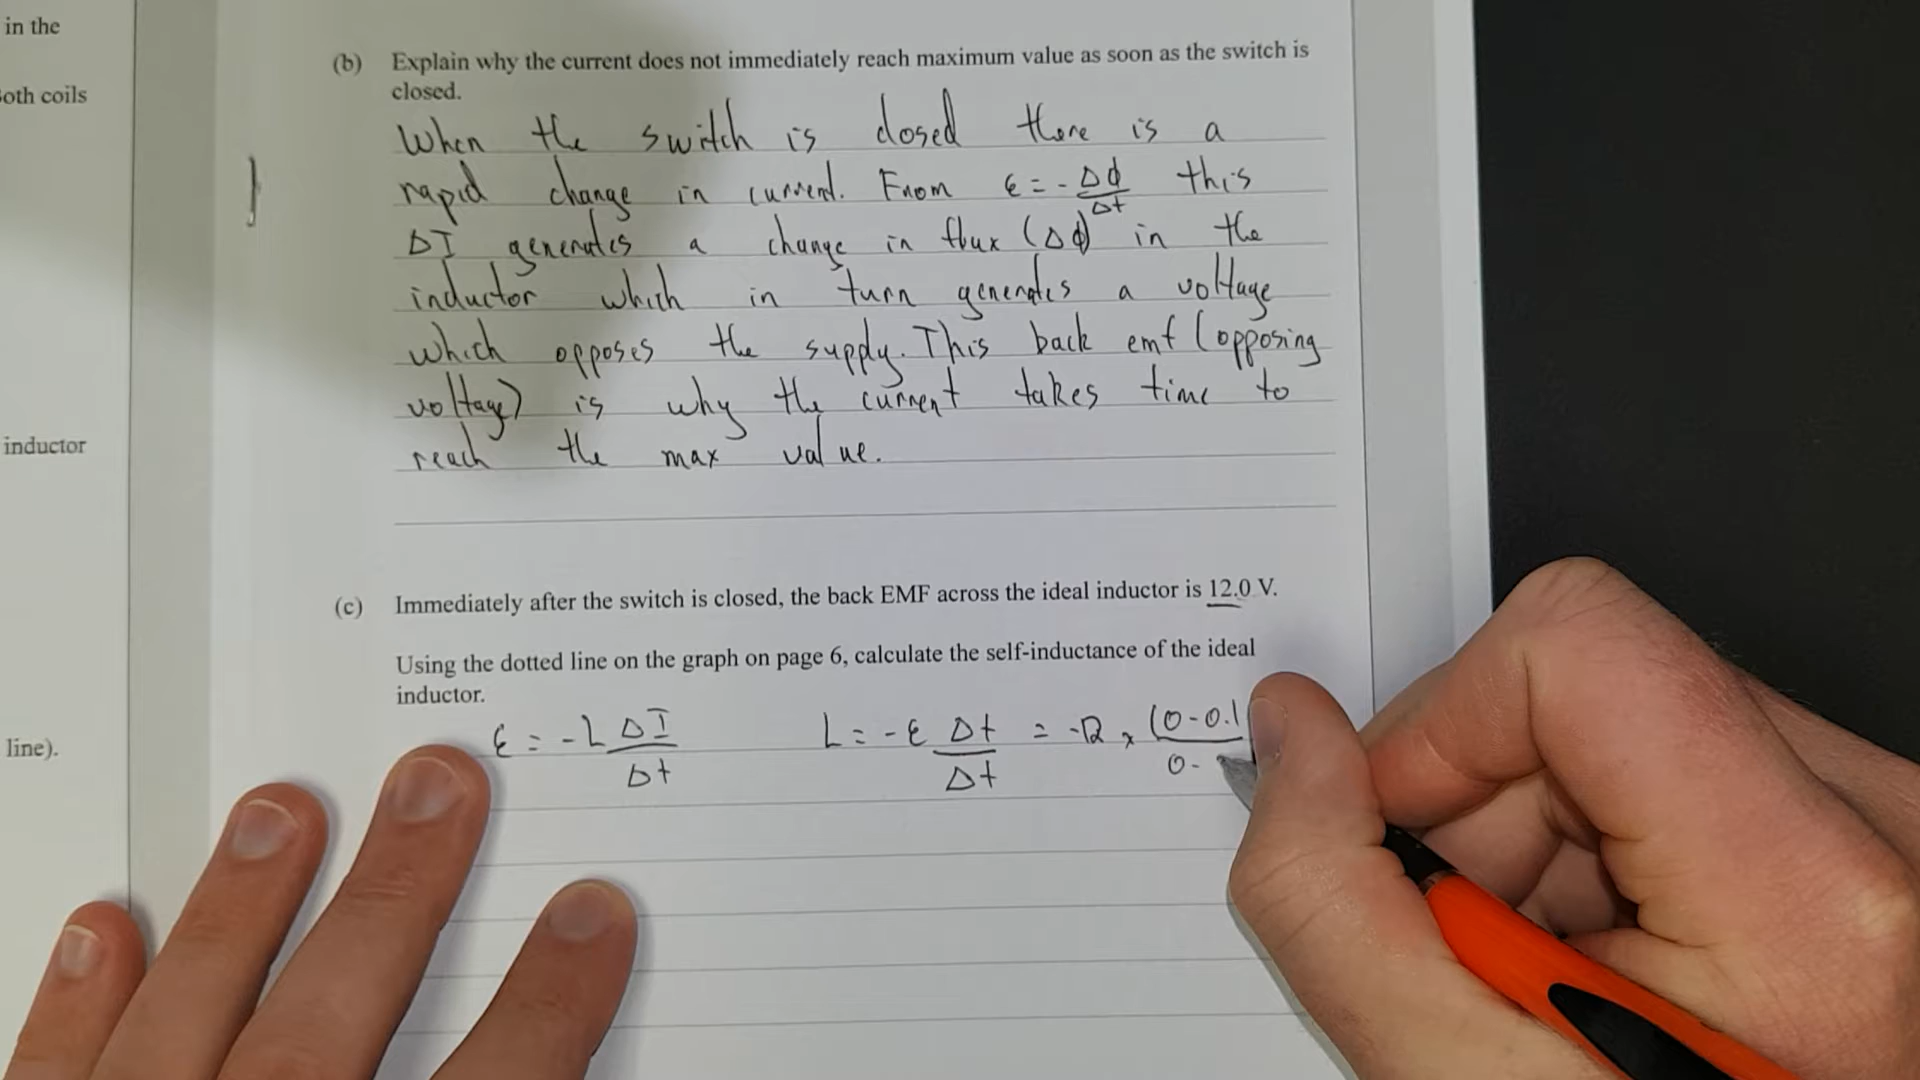 in the
oth coils
inductor
line).
(b) Explain why the current does not immediately reach maximum value as soon as the switch is
closed.
When the switch is closed there is a
rapid change in current. From ε = - Δϕ/Δt this
ΔI generates a change in flux (Δϕ) in the
inductor which in turn generates a voltage
which opposes the supply. This back emf (opposing
voltage) is why the current takes time to
reach the max value.
(c) Immediately after the switch is closed, the back EMF across the ideal inductor is 12.0 V.
Using the dotted line on the graph on page 6, calculate the self-inductance of the ideal
inductor.
ε = -L ΔI/Δt L = -ε Δt/Δt = -12 × (0-0.1/0-